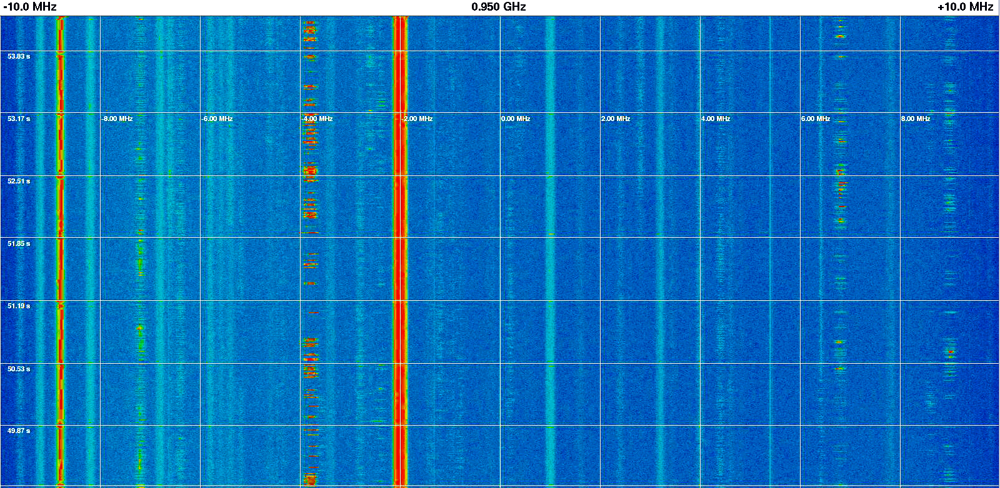 -10.0 MHz 0.950 GHz +10.0 MHz
53.83 s
53.17 s -8.00 MHz -6.00 MHz -4.00 MHz -2.00 MHz 0.00 MHz 2.00 MHz 4.00 MHz 6.00 MHz 8.00 MHz
52.51 s
51.85 s
51.19 s
50.53 s
49.87 s